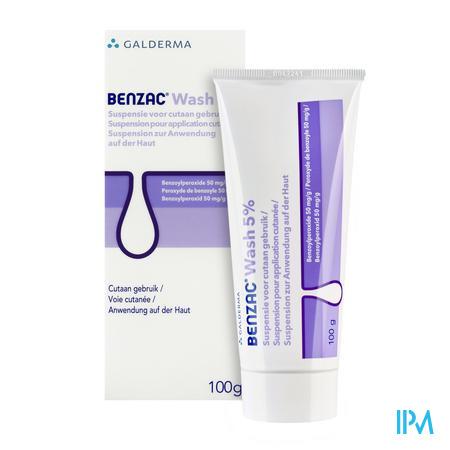 GALDERMA
BENZAC® Wash
Suspensie voor cutaan gebruik/
Suspension pour application cuta
Suspension zur Anwendung
auf der Haut
Benzoylperoxide 50 mg/g
Peroxyde de benzoyle 50
Benzoylperoxid 50 mg/g
Cutaan gebruik /
Voie cutanée /
Anwendung auf der Haut
100g
BENZAC® Wash 5%
Suspensie voor cutaan gebruik/
Suspension pour application cutanée/
Suspension zur Anwendung auf der Haut
Benzoylperoxide 50 mg/g / Peroxyde de benzoyle 50 mg/g /
Benzoylperoxid 50 mg/g
100 g
IPM